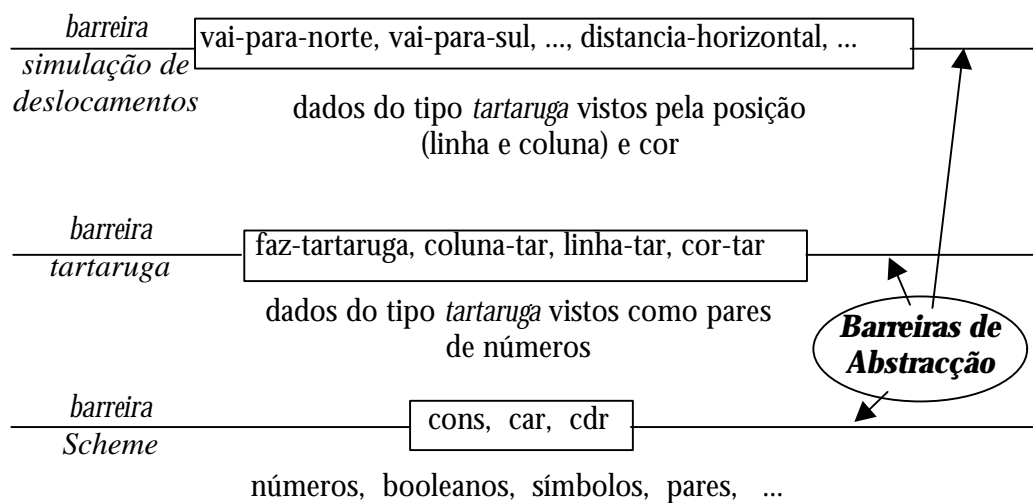 barreira
simulação de
deslocamentos
vai-para-norte, vai-para-sul, ..., distancia-horizontal, ...
dados do tipo tartaruga vistos pela posição
(linha e coluna) e cor
barreira
tartaruga
faz-tartaruga, coluna-tar, linha-tar, cor-tar
dados do tipo tartaruga vistos como pares
de números
Barreiras de
Abstracção
barreira
Scheme
cons, car, cdr
números, booleanos, símbolos, pares, ...